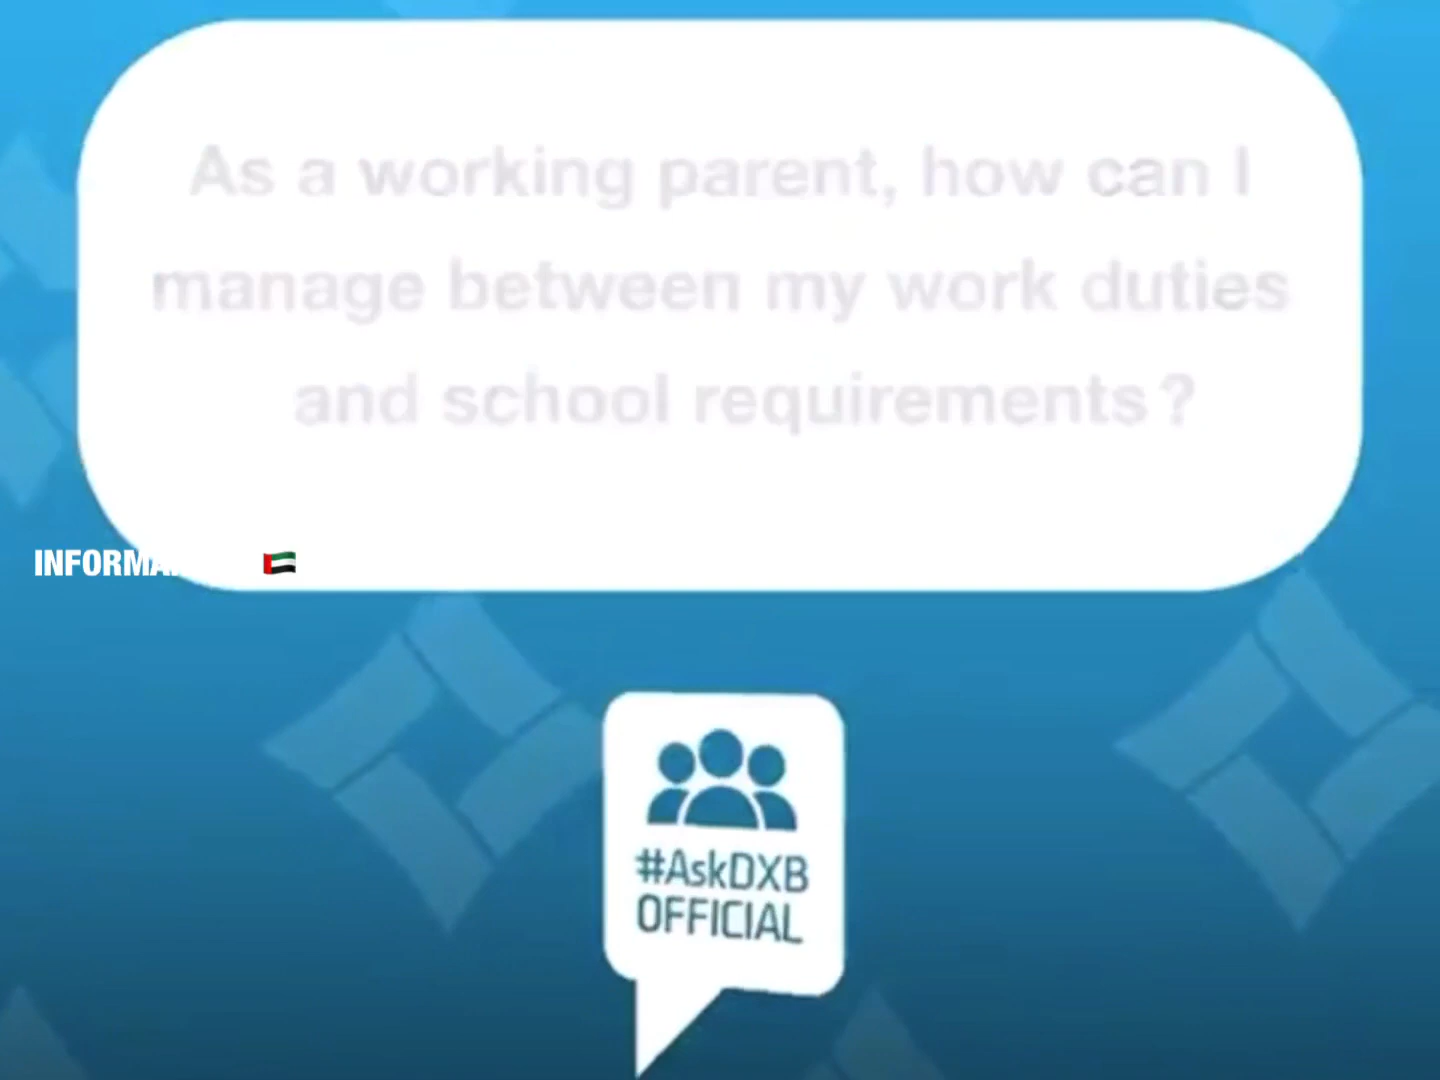 As a working parent, how can I
manage between my work duties
and school requirements?
🇦🇪
#AskDXB
OFFICIAL